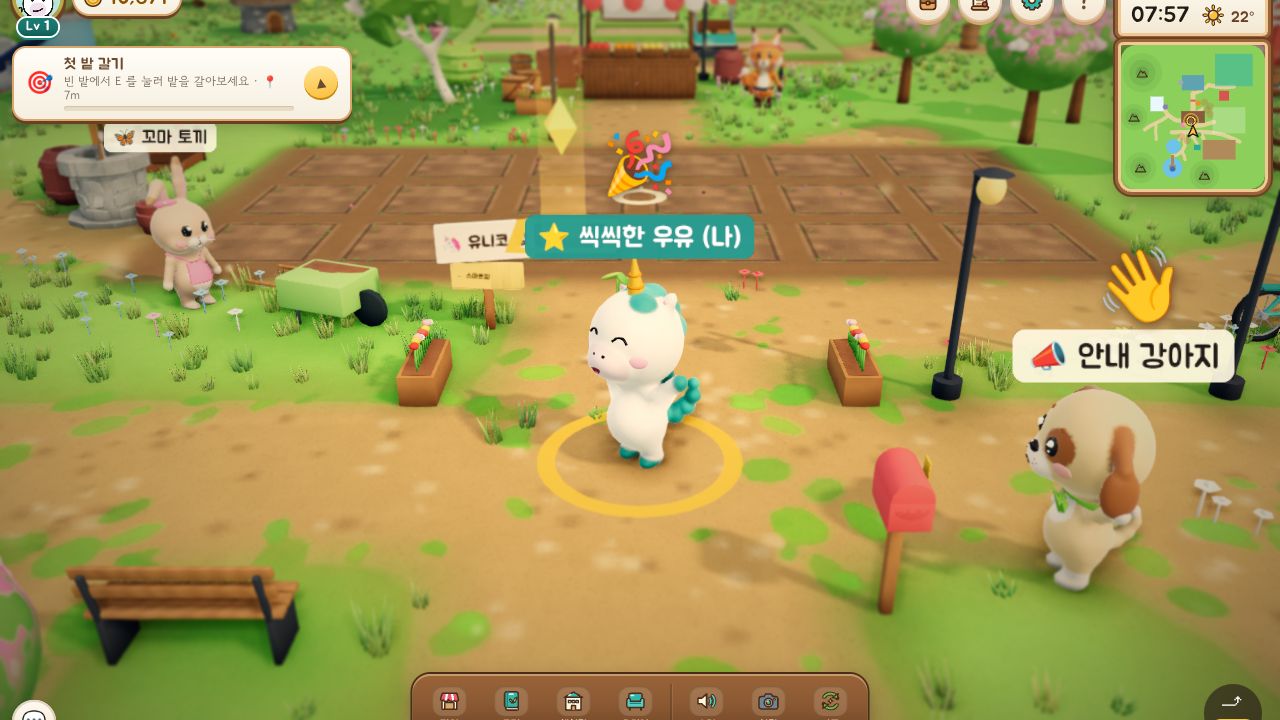 Lv 1
07:57
22°
첫 밭 갈기
빈 밭에서 E 를 눌러 밭을 갈아보세요 · 📍
7m
🦋 꼬마 토끼
유니코
⭐ 씩씩한 우유 (나)
📣 안내 강아지